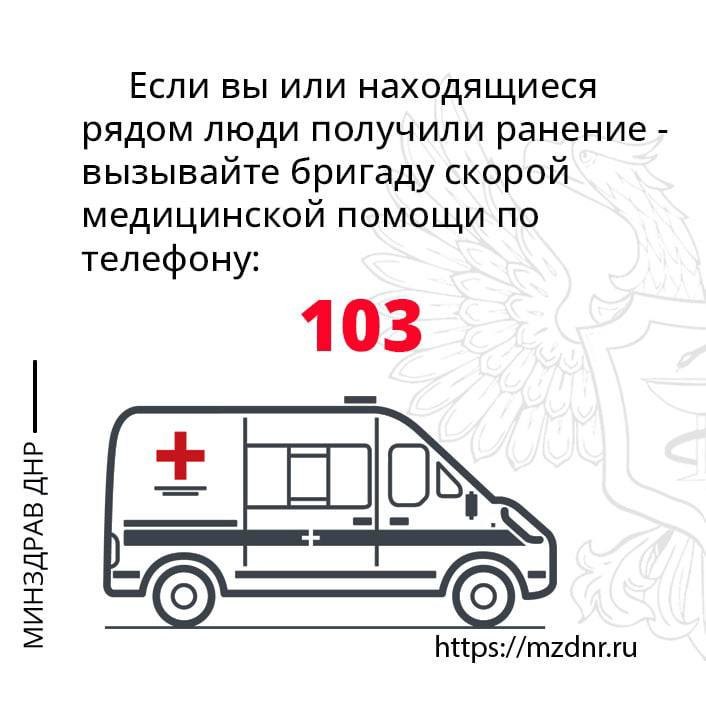 Если вы или находящиеся
рядом люди получили ранение -
вызывайте бригаду скорой
медицинской помощи по
телефону:
103
МИНЗДРАВ ДНР
https://mzdnr.ru